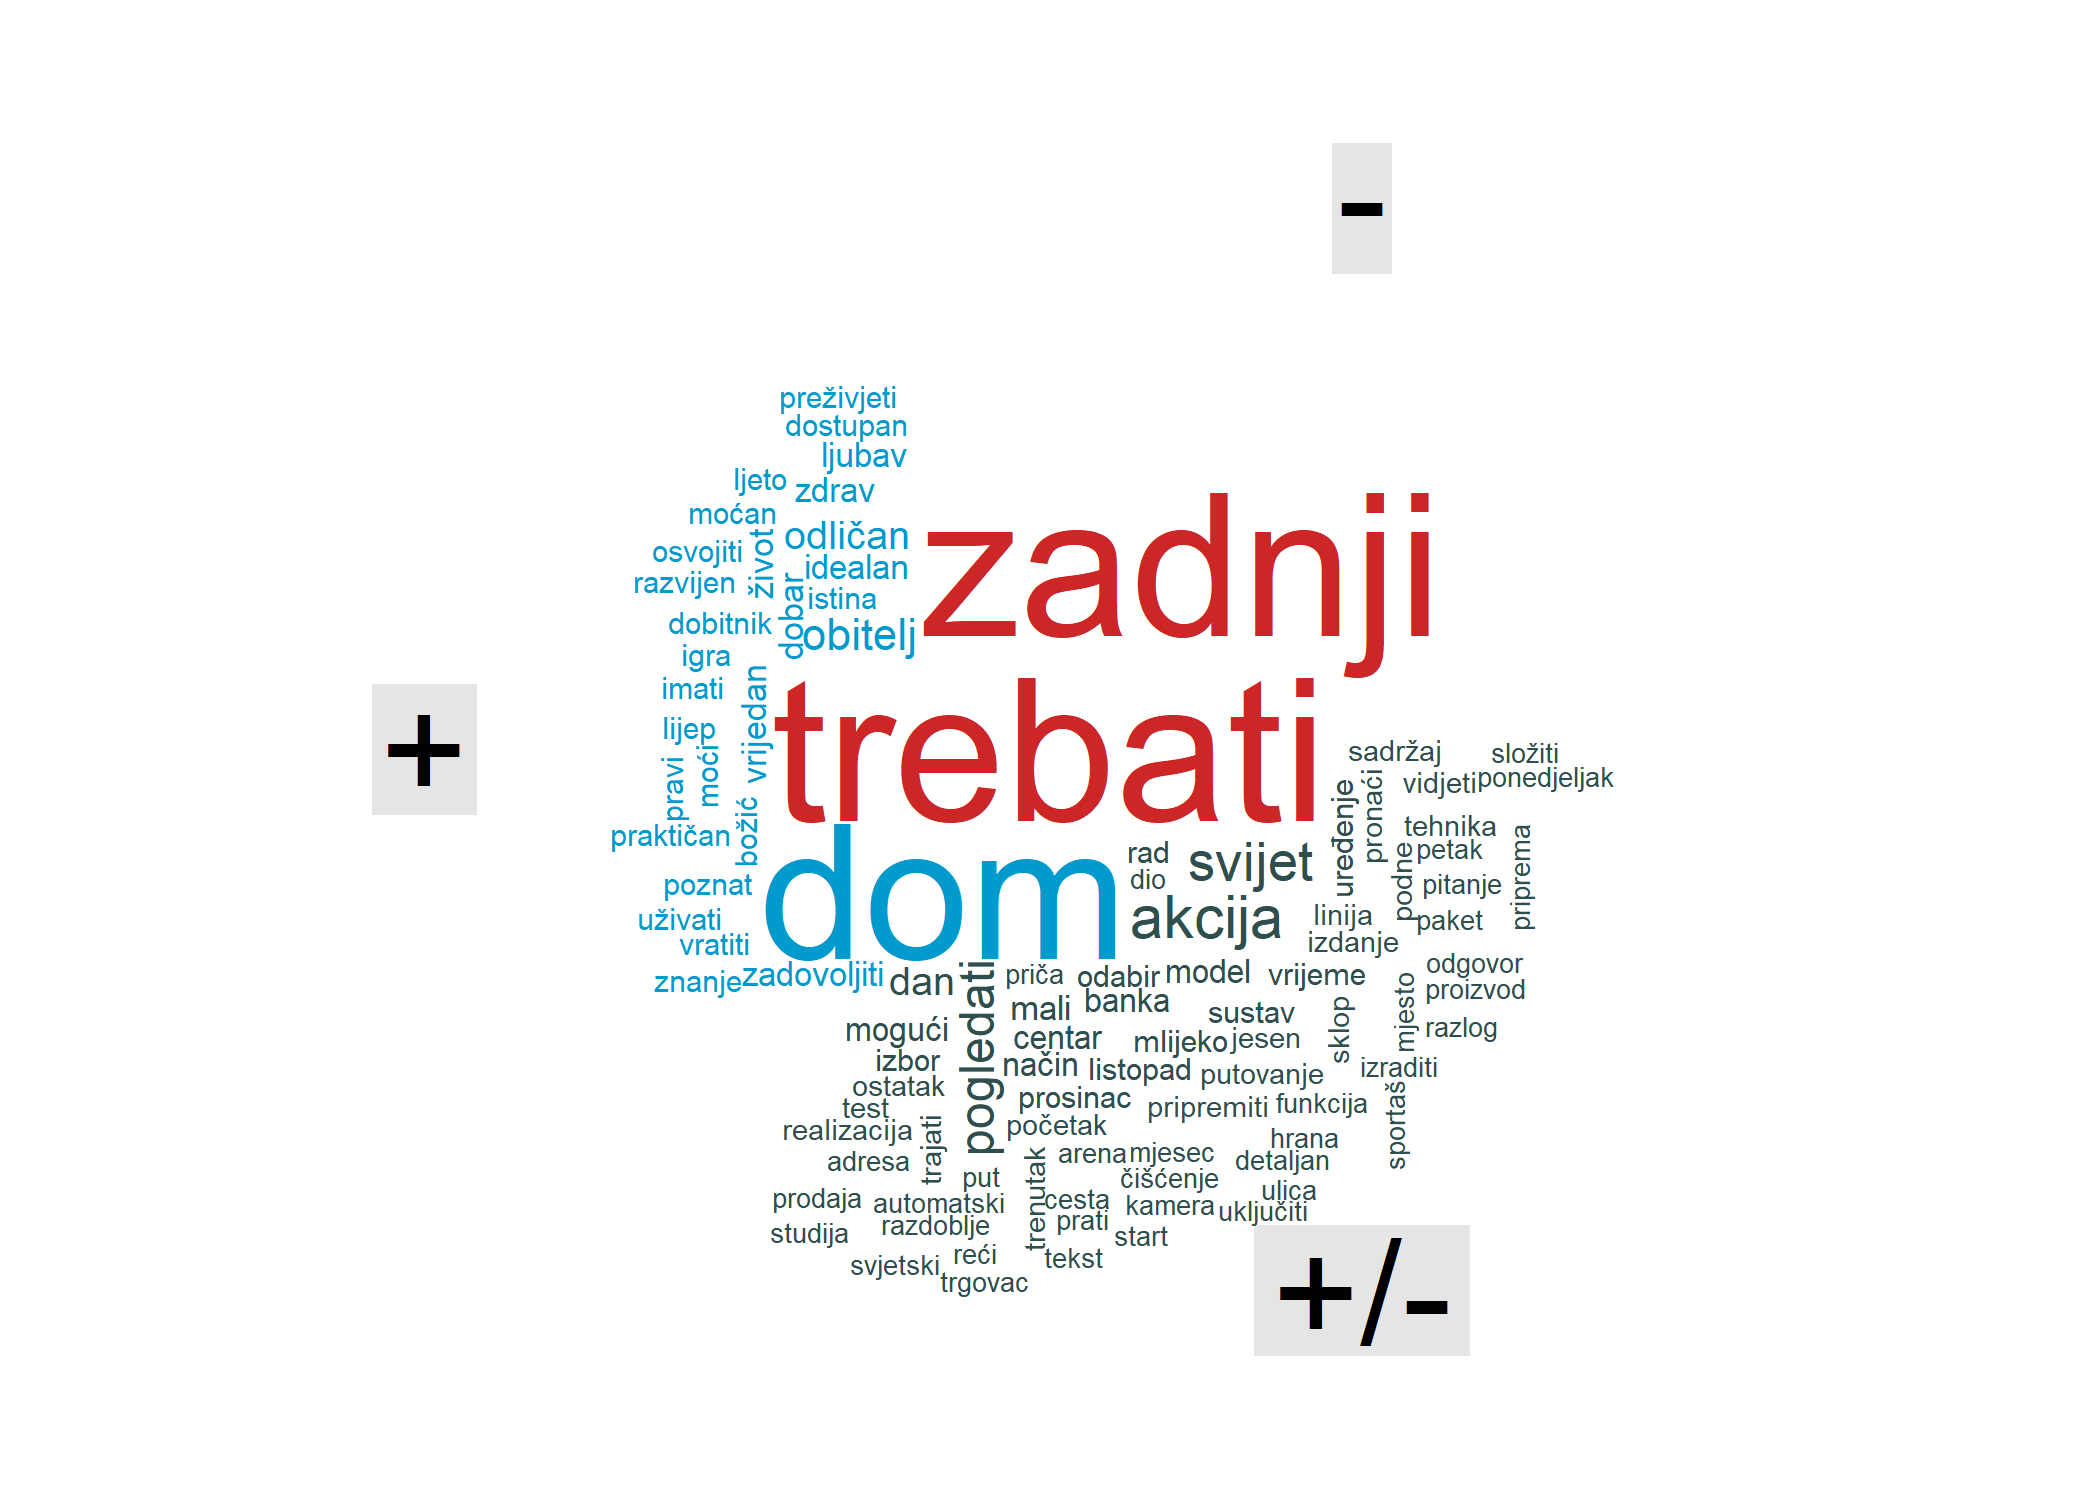 -
preživjeti
dostupan
ljubav
ljeto
zdrav
moćan
odličan
život
osvojiti
idealan
razvijen
dobar
istina
zadnji
dobitnik
obitelj
igra
imati
vrijedan
trebati
lijep
moći
pravi
+
božić
praktičan
dom
poznat
uživati
vratiti
znanje
zadovoljiti
sadržaj
složiti
vidjeti
ponedjeljak
uređenje
pronaći
tehnika
rad
svijet
petak
priprema
dio
podne
pitanje
akcija
linija
paket
izdanje
dan
pogledati
priča
odabir
model
vrijeme
odgovor
proizvod
mali
banka
sustav
sklop
mjesto
razlog
mogući
centar
mlijeko
jesen
izbor
način
listopad
putovanje
izraditi
ostatak
test
prosinac
pripremiti
funkcija
sportaš
realizacija
trajati
početak
hrana
adresa
arena
mjesec
detaljan
put
trenutak
čišćenje
ulica
prodaja
automatski
cesta
kamera
uključiti
studija
razdoblje
prati
start
svjetski
reći
tekst
trgovac
+/-